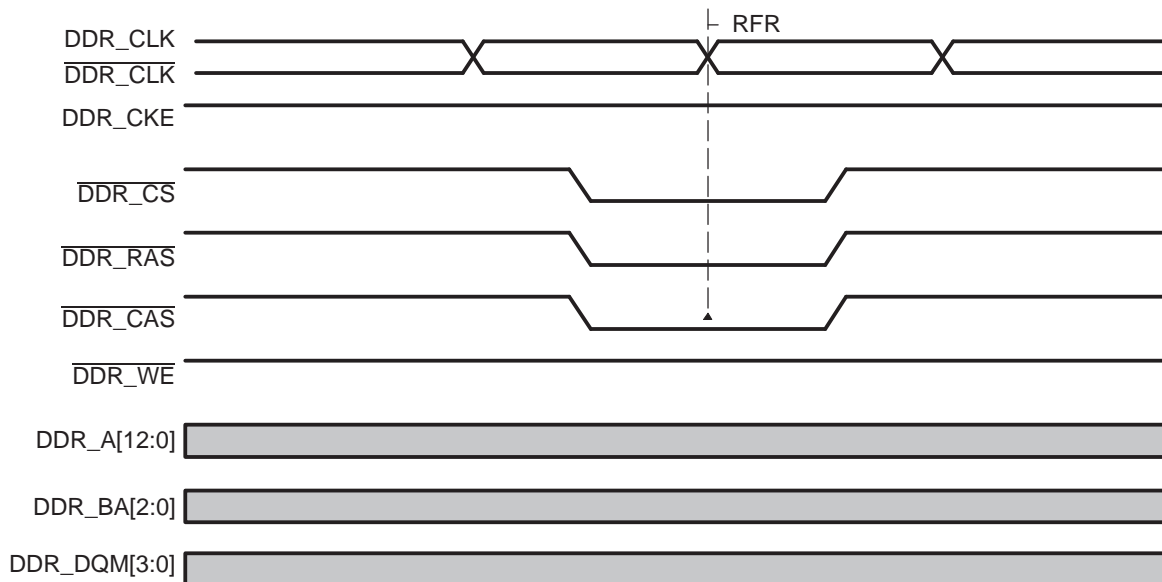 RFR
DDR_CLK
DDR_CLK
DDR_CKE
DDR_CS
DDR_RAS
DDR_CAS
DDR_WE
DDR_A[12:0]
DDR_BA[2:0]
DDR_DQM[3:0]